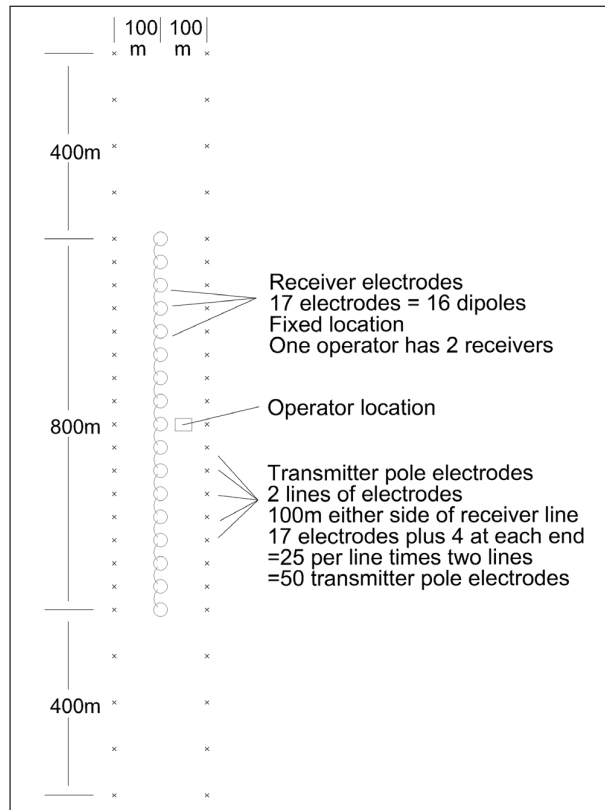 100 100
m m
400m
Receiver electrodes
17 electrodes = 16 dipoles
Fixed location
One operator has 2 receivers
Operator location
800m
Transmitter pole electrodes
2 lines of electrodes
100m either side of receiver line
17 electrodes plus 4 at each end
=25 per line times two lines
=50 transmitter pole electrodes
400m